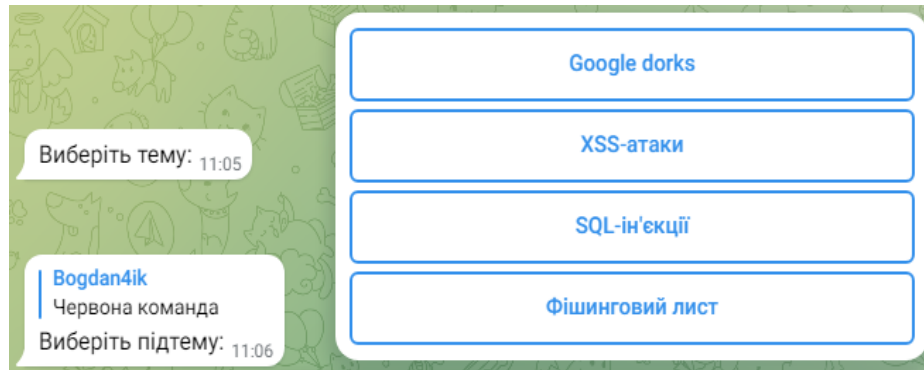 Виберіть тему: 11:05
Bogdan4ik
Червона команда
Виберіть підтему: 11:06
Google dorks
XSS-атаки
SQL-ін'єкції
Фішинговий лист